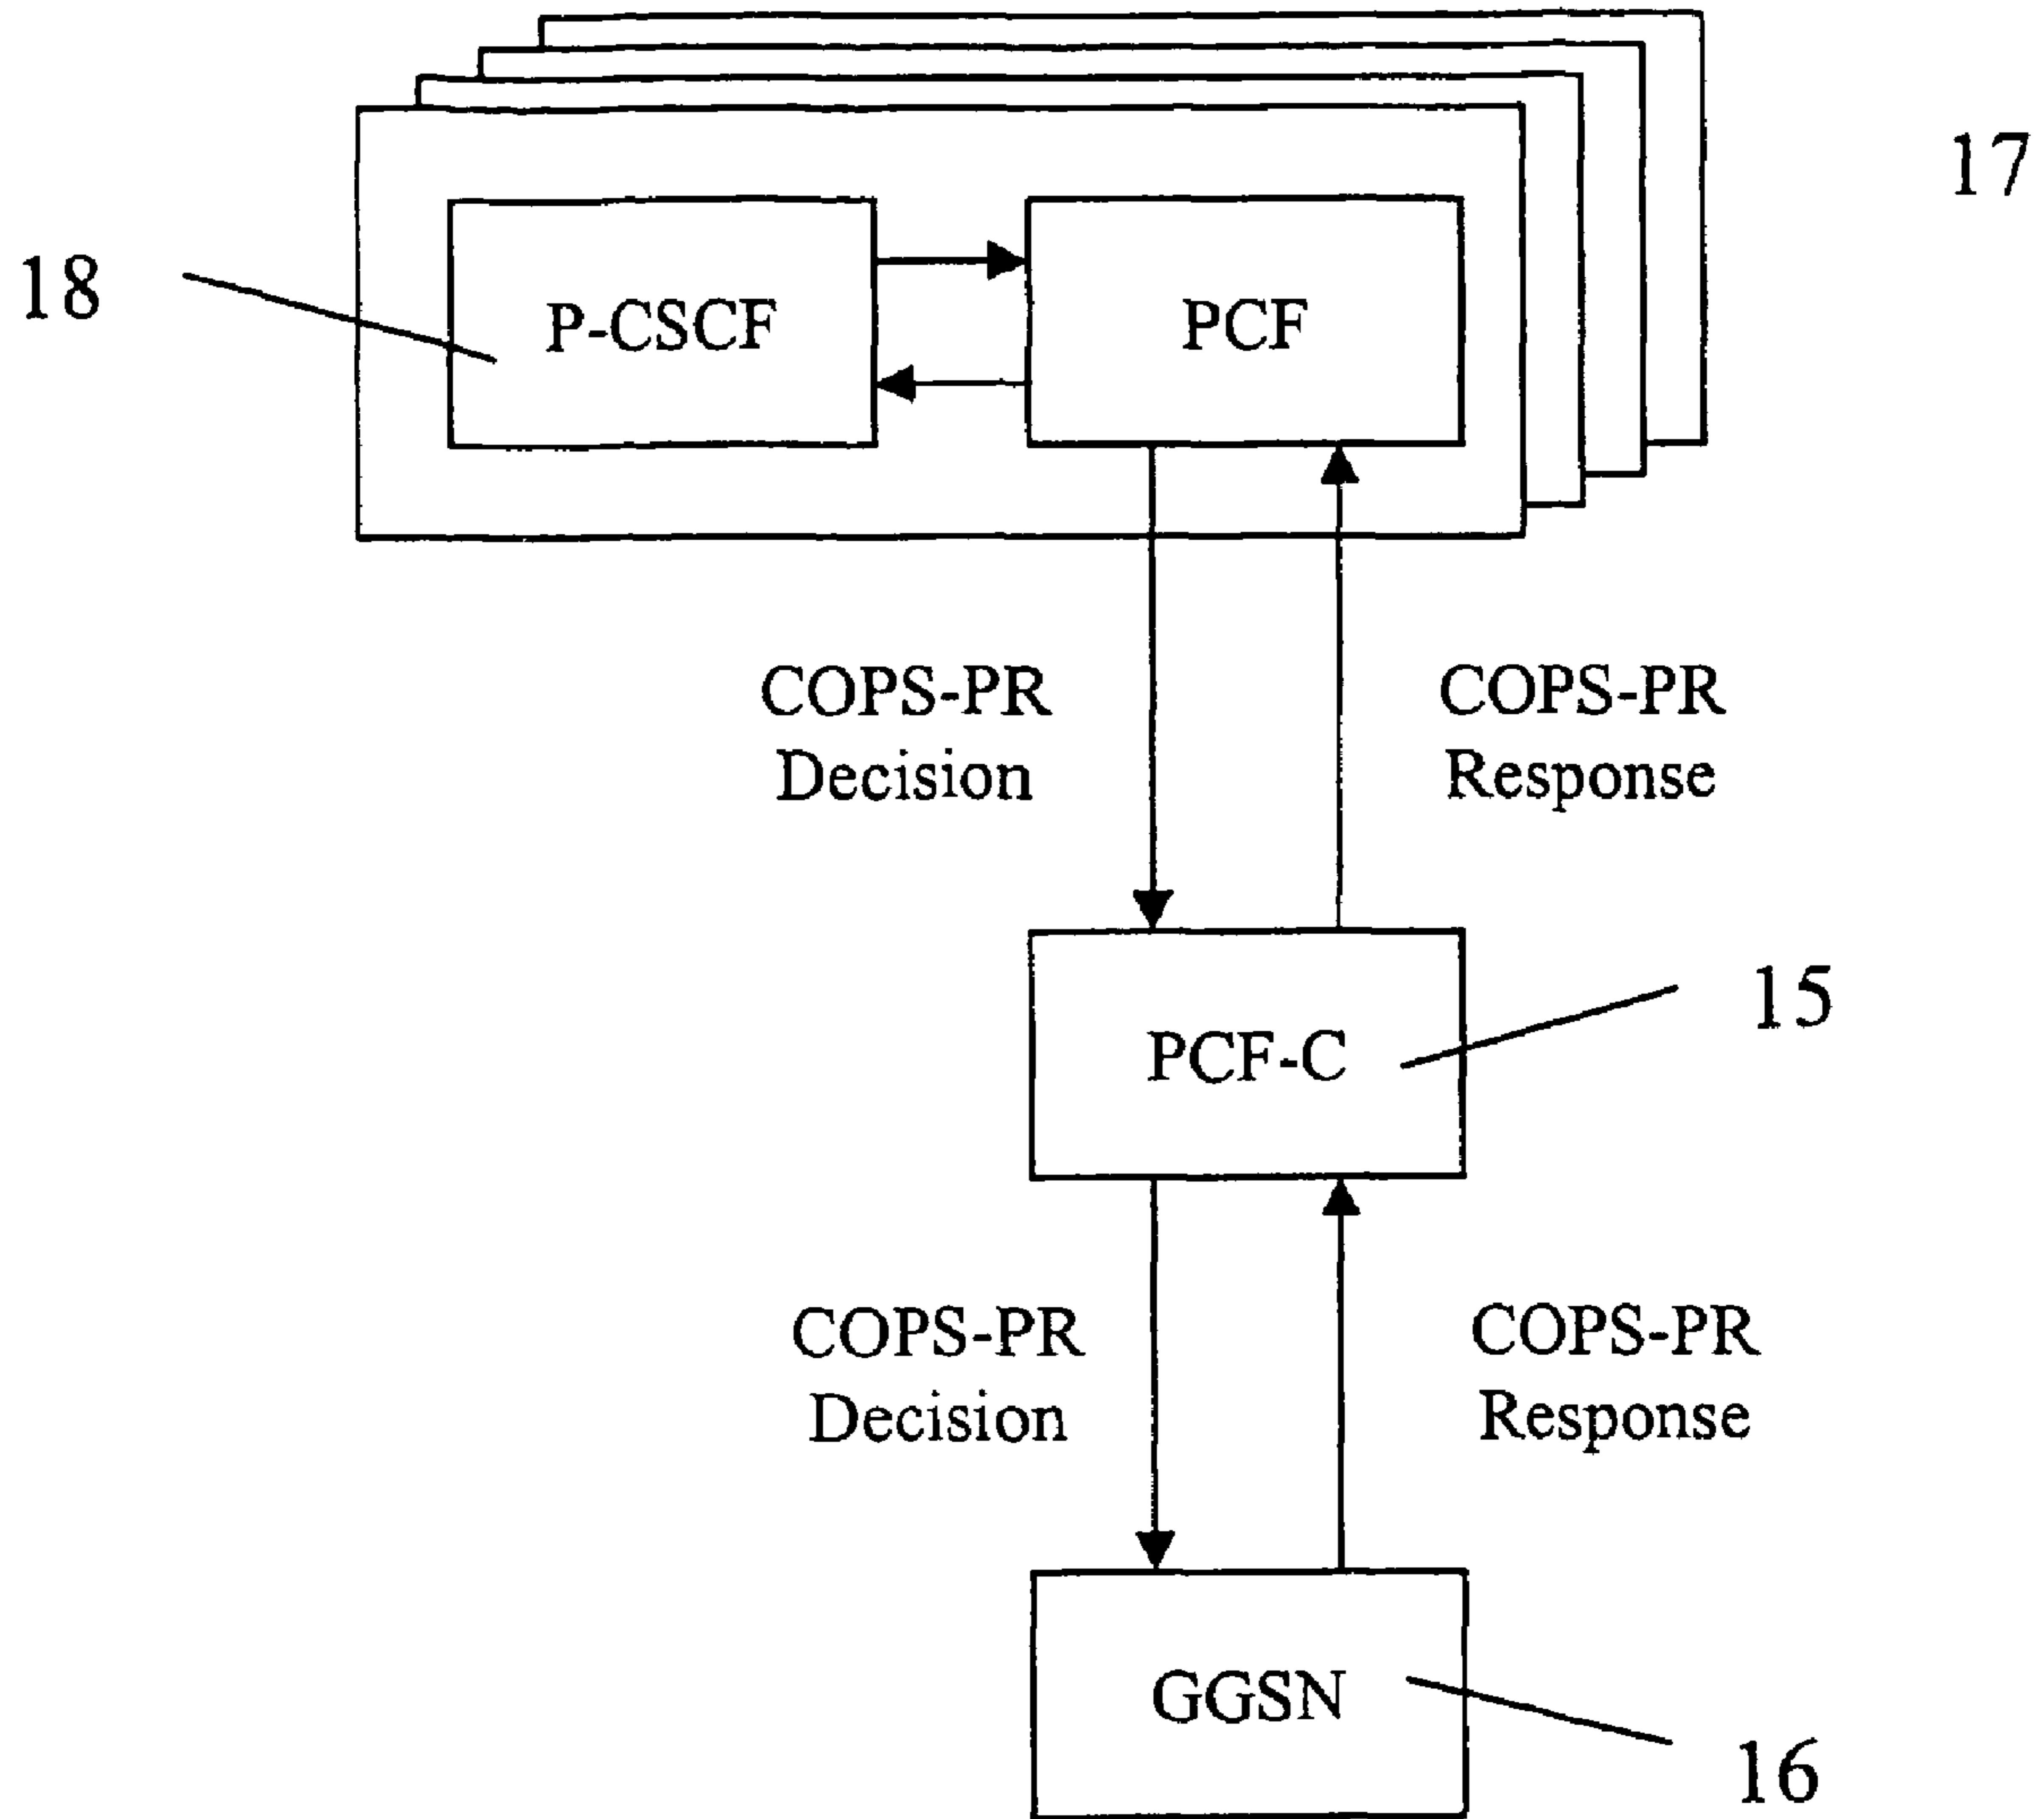 17
18
P-CSCF
PCF
COPS-PR
Decision
COPS-PR
Response
PCF-C
15
COPS-PR
Decision
COPS-PR
Response
GGSN
16